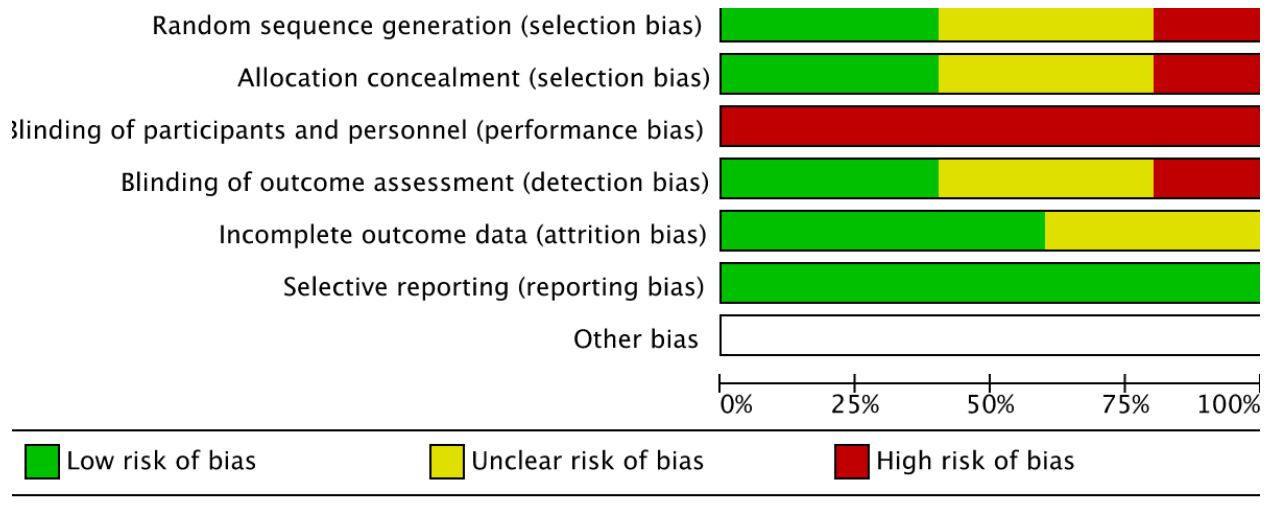 Random sequence generation (selection bias)
Allocation concealment (selection bias)
Blinding of participants and personnel (performance bias)
Blinding of outcome assessment (detection bias)
Incomplete outcome data (attrition bias)
Selective reporting (reporting bias)
Other bias
0% 25% 50% 75% 100%
Low risk of bias Unclear risk of bias High risk of bias